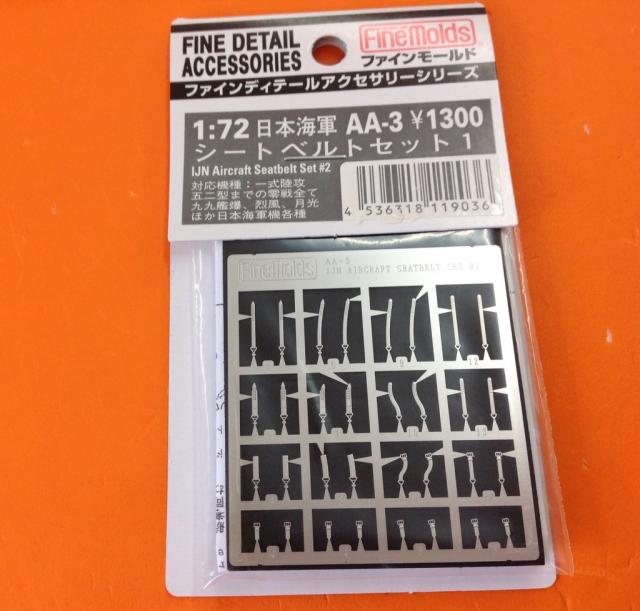 FINE DETAIL
ACCESSORIES
FineMolds
ファインモールド
ファインディテールアクセサリーシリーズ
1:72 日本海軍 AA-3 ¥1300
シートベルトセット 1
IJN Aircraft Seatbelt Set #2
対応機種：一式陸攻
五二型までの零戦全て
九九艦爆、烈風、月光
ほか日本海軍機各種
4 536318 119036
FineMolds
AA-3
IJN AIRCRAFT SEATBELT SET
9
12
10
13